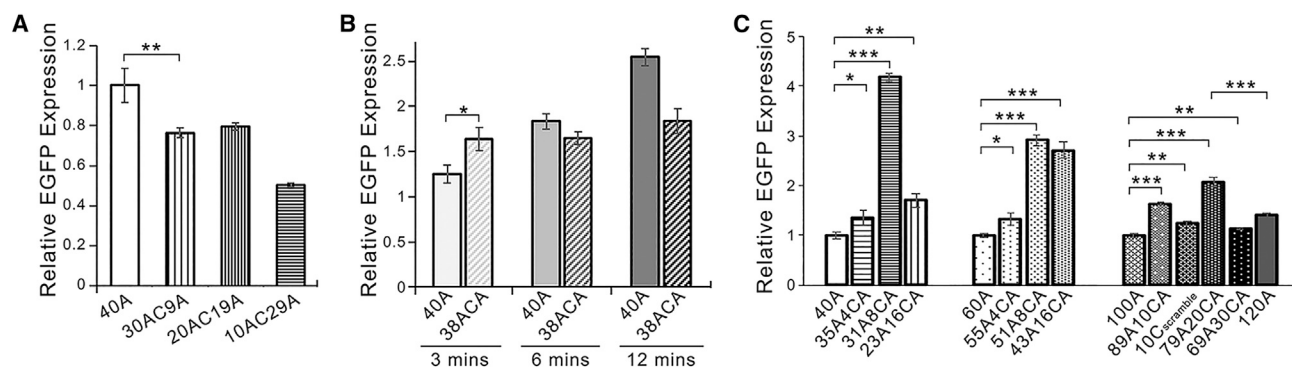 A
Relative EGFP Expression
1.2
1
0.8
0.6
0.4
0.2
0
**
40A
30AC9A
20AC19A
10AC29A
B
Relative EGFP Expression
2.5
2
1.5
1
0.5
0
*
40A
38ACA
40A
38ACA
40A
38ACA
3 mins
6 mins
12 mins
C
Relative EGFP Expression
5
4
3
2
1
0
**
***
*
***
***
*
***
**
***
**
***
40A
35A4CA
31A8CA
23A16CA
60A
55A4CA
51A8CA
43A16CA
100A
89A10CA
10Cscramble
79A20CA
69A30CA
120A